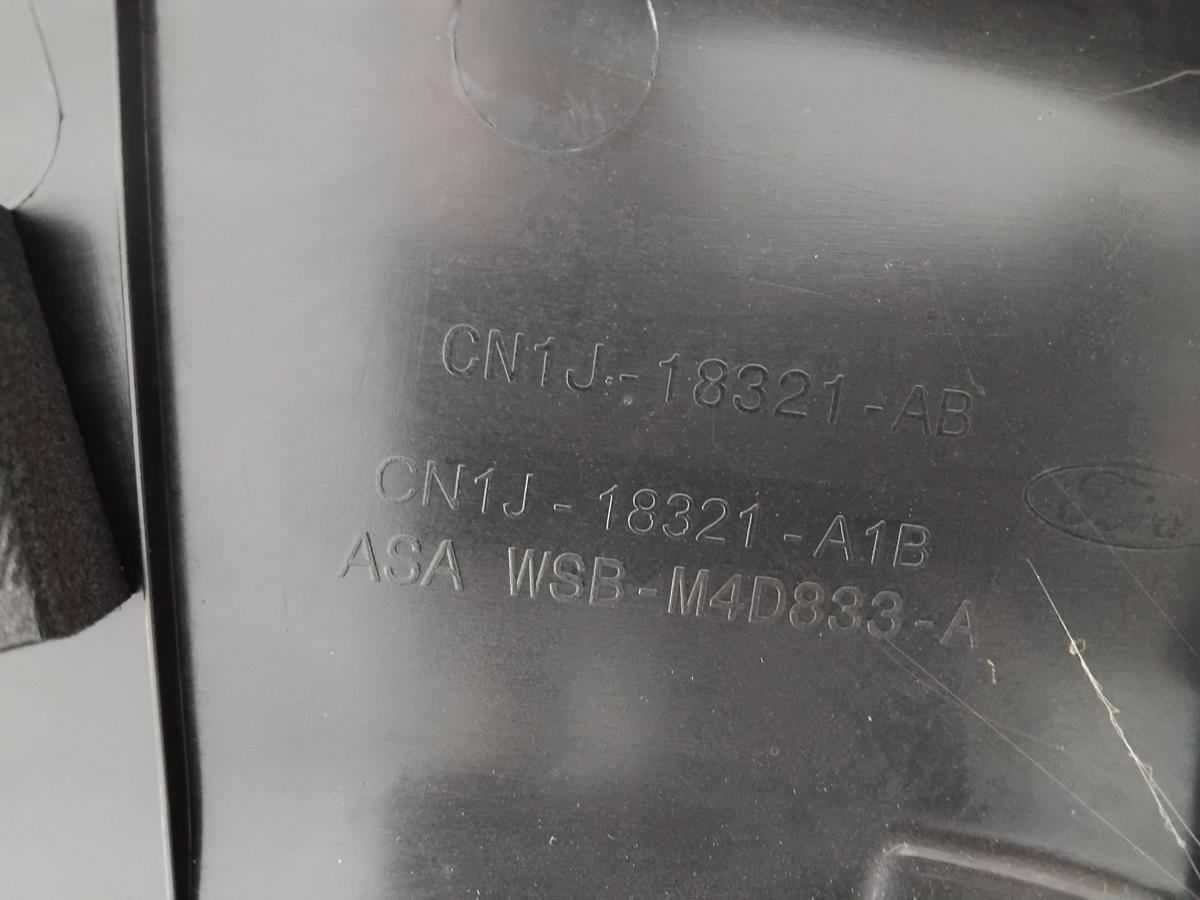 CN1J-18321-AB
CN1J-18321-A1B
Ford
ASA WSB-M4D833-A